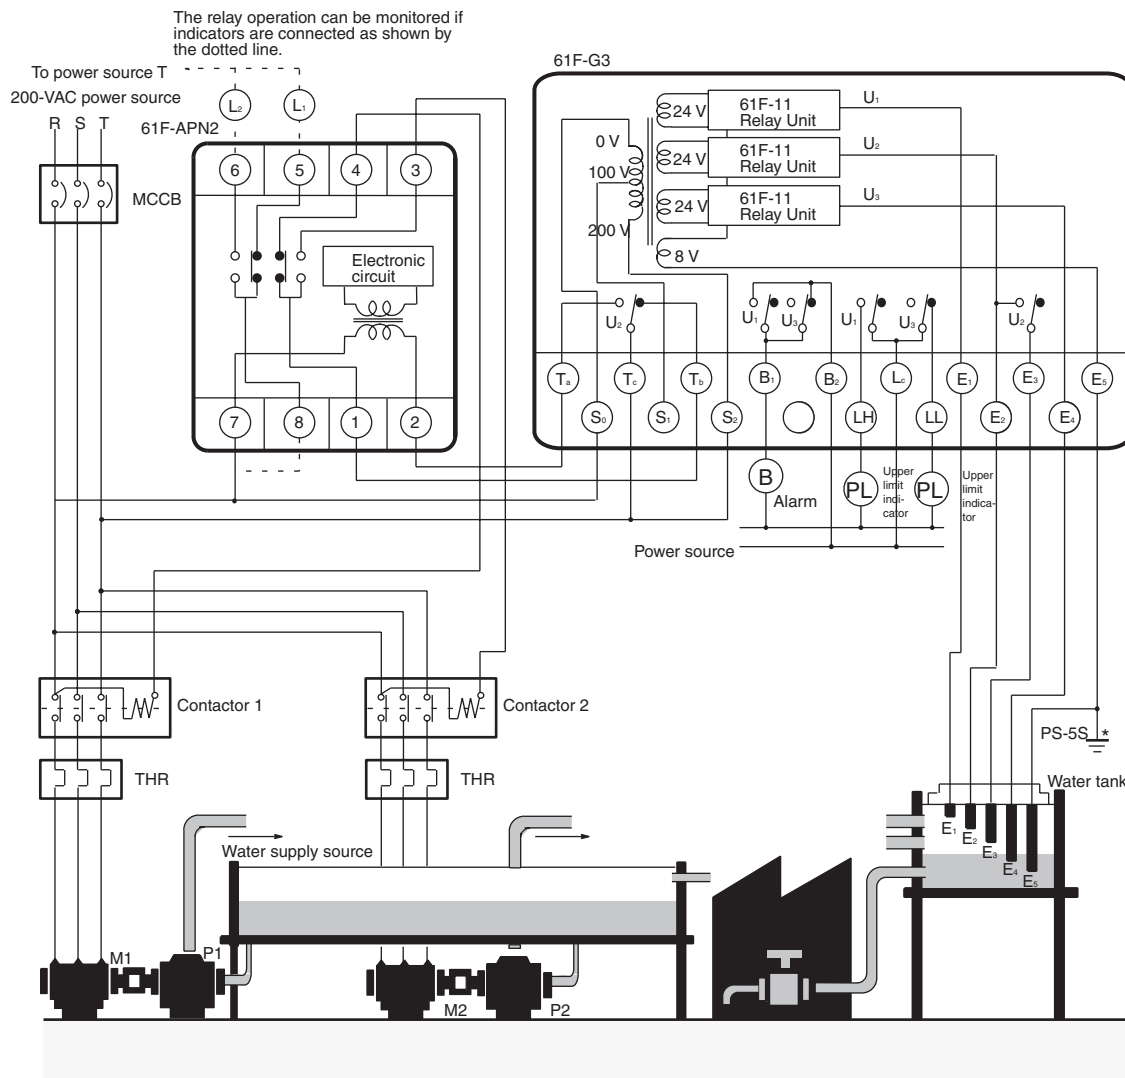 The relay operation can be monitored if
indicators are connected as shown by
the dotted line.
61F-G3
To power source T
200-VAC power source
R S T
61F-APN2
L2 L1
6 5 4 3
MCCB
Electronic
circuit
7 8 1 2
24 V
61F-11
Relay Unit
U1
0 V
24 V
61F-11
Relay Unit
U2
100 V
24 V
61F-11
Relay Unit
U3
200 V
8 V
U2 U1 U3 U1 U3 U2
Ta Tc Tb B1 B2 Lc E1 E3 E5
S0 S1 S2 LH LL E2 E4
B
Alarm
PL
Upper
limit
indi-
cator
PL
Upper
limit
indica-
tor
Power source
Contactor 1
Contactor 2
THR
THR
PS-5S *
Water tank
E1
E2
E3
E4
E5
Water supply source
M1
P1
M2
P2